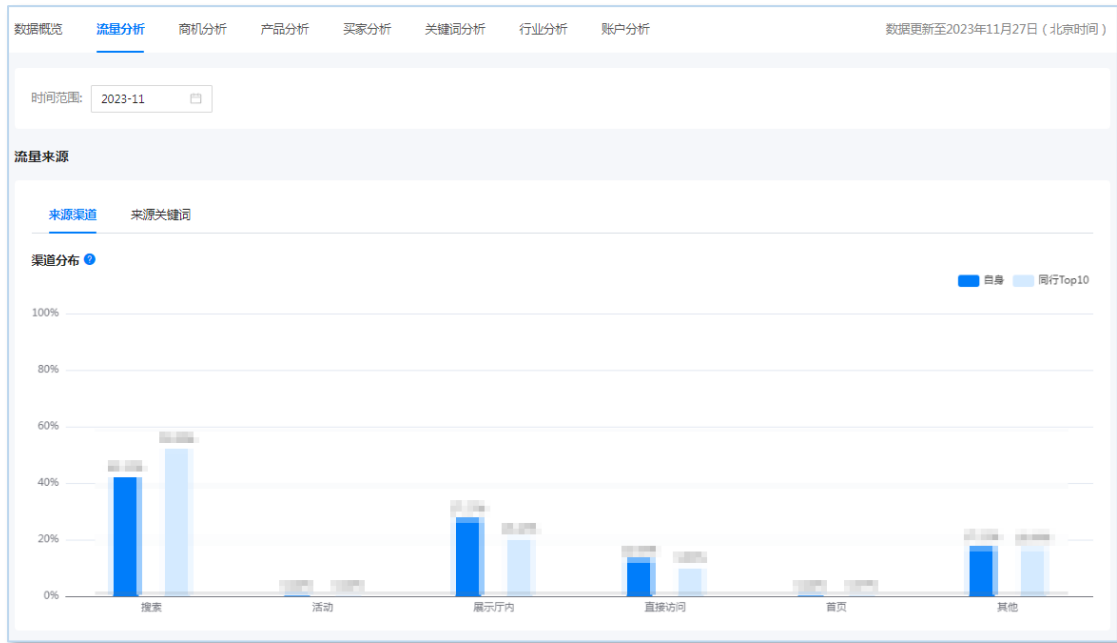 数据概览 流量分析 商机分析 产品分析 买家分析 关键词分析 行业分析 账户分析 数据更新至2023年11月27日（北京时间）
时间范围: 2023-11
流量来源
来源渠道 来源关键词
渠道分布 ?
自身 同行Top10
100%
80%
60%
40%
20%
0%
搜索 活动 展示厅内 直接访问 首页 其他